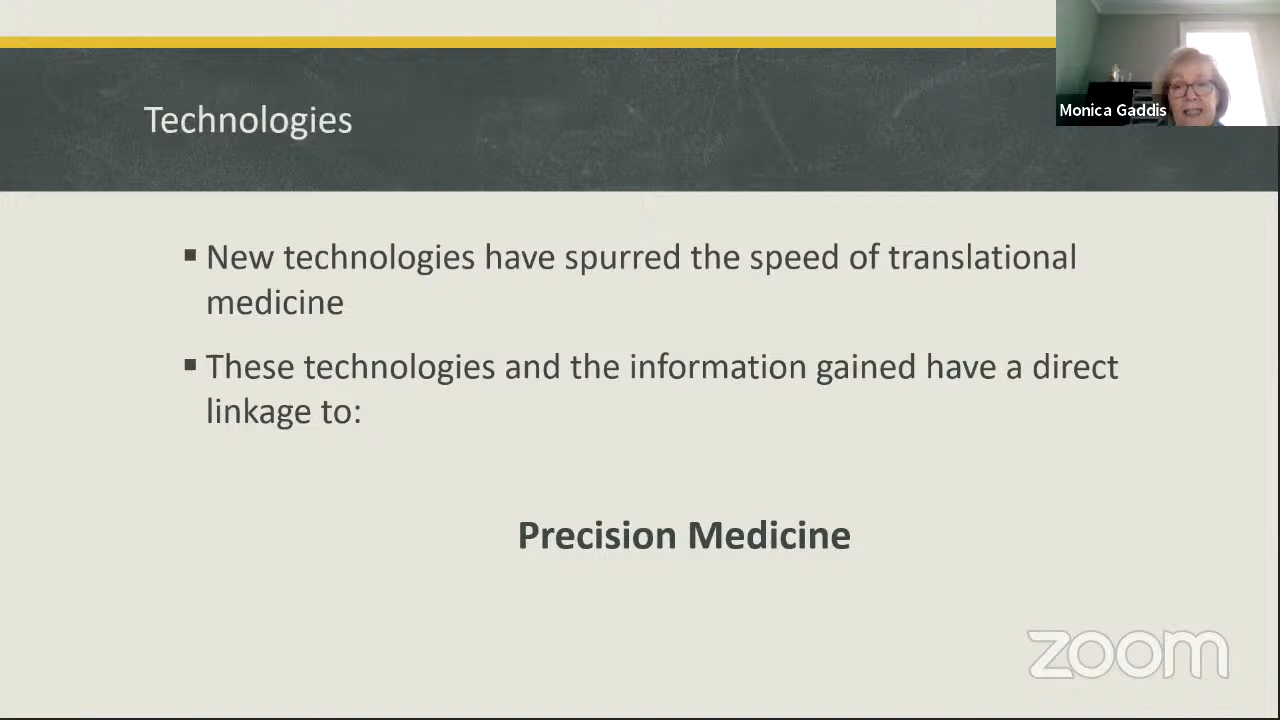 Technologies
Monica Gaddis
▪ New technologies have spurred the speed of translational
medicine
▪ These technologies and the information gained have a direct
linkage to:
Precision Medicine
zoom